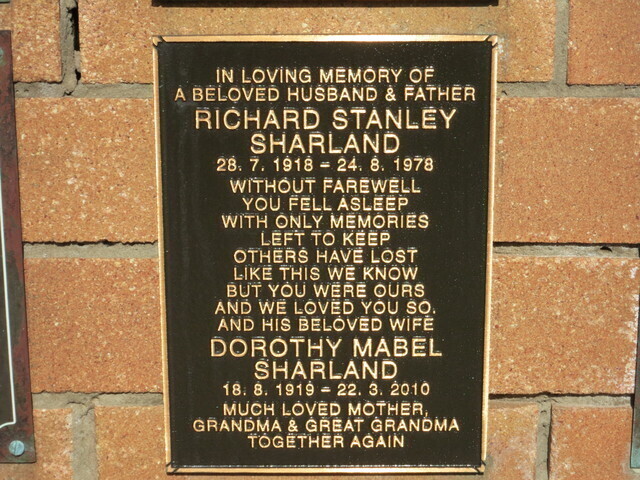 IN LOVING MEMORY OF
A BELOVED HUSBAND & FATHER
RICHARD STANLEY
SHARLAND
28. 7. 1918 - 24. 8. 1978
WITHOUT FAREWELL
YOU FELL ASLEEP
WITH ONLY MEMORIES
LEFT TO KEEP
OTHERS HAVE LOST
LIKE THIS WE KNOW
BUT YOU WERE OURS
AND WE LOVED YOU SO.
AND HIS BELOVED WIFE
DOROTHY MABEL
SHARLAND
18. 8. 1919 - 22. 3. 2010
MUCH LOVED MOTHER,
GRANDMA & GREAT GRANDMA
TOGETHER AGAIN